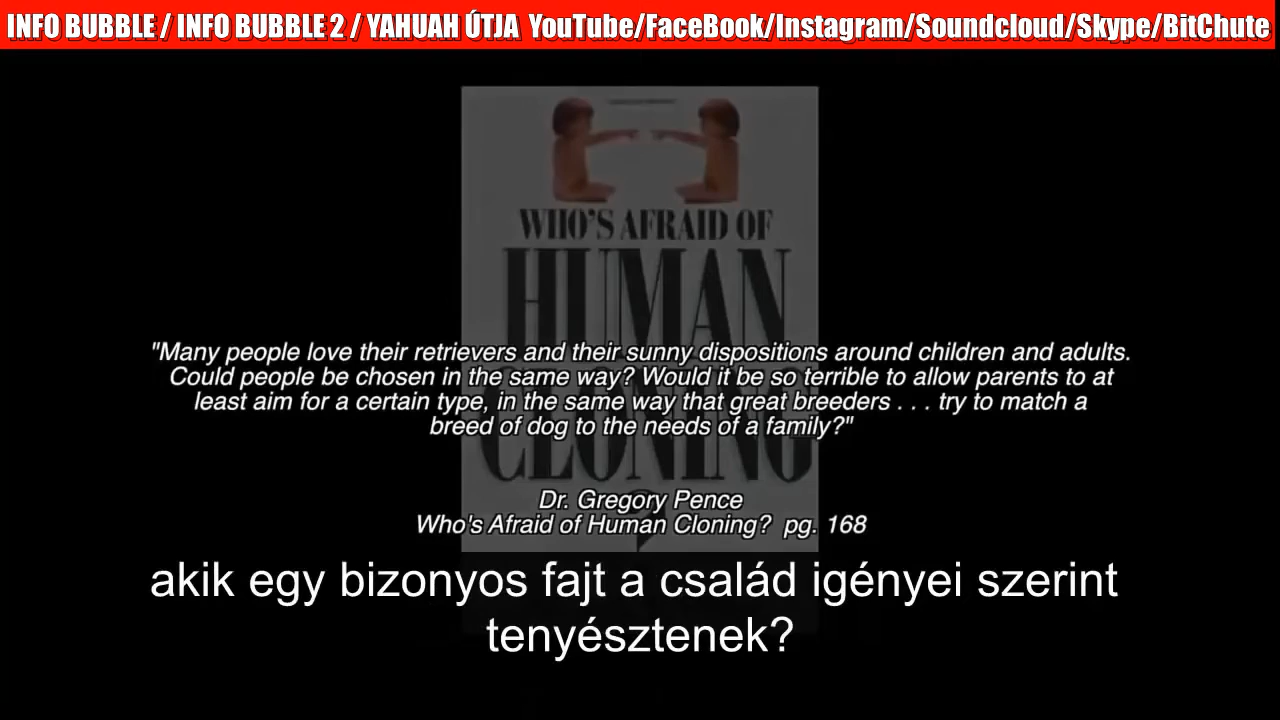 INFO BUBBLE / INFO BUBBLE 2 / YAHUAH ÚTJA YouTube/FaceBook/Instagram/Soundcloud/Skype/BitChute
WHO'S AFRAID OF
HUMAN
CLONING
?
"Many people love their retrievers and their sunny dispositions around children and adults.
Could people be chosen in the same way? Would it be so terrible to allow parents to at
least aim for a certain type, in the same way that great breeders . . . try to match a
breed of dog to the needs of a family?"
Dr. Gregory Pence
Who's Afraid of Human Cloning? pg. 168
akik egy bizonyos fajt a család igényei szerint
tenyésztenek?